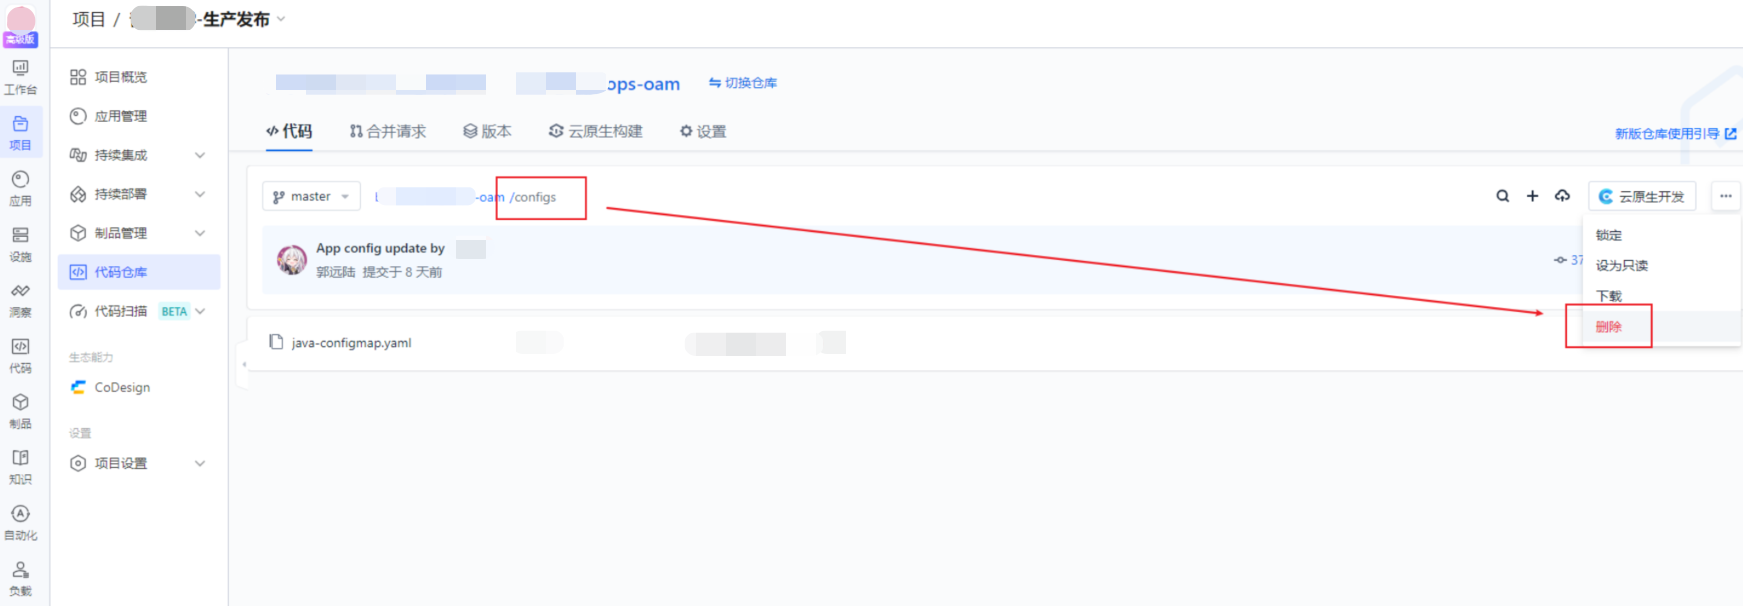 项目 / -生产发布
高级版
工作台
项目
应用
设施
洞察
代码
制品
知识
自动化
负载
项目概览
应用管理
持续集成
持续部署
制品管理
代码仓库
代码扫描 BETA
生态能力
CoDesign
设置
项目设置
ops-oam 切换仓库
代码 合并请求 版本 云原生构建 设置
新版仓库使用引导
master -oam /configs 云原生开发 ...
App config update by
郭远陆 提交于 8 天前
37
锁定
设为只读
下载
删除
java-configmap.yaml